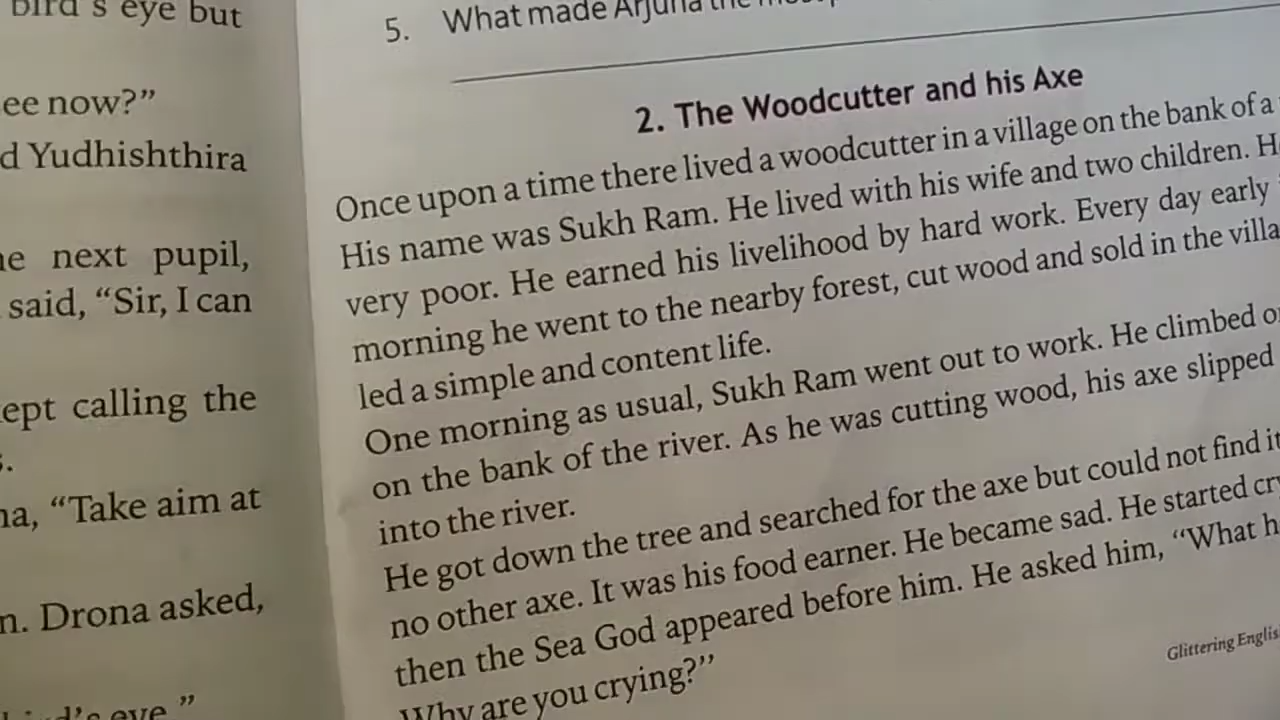 bird's eye but
ee now?”
d Yudhishthira
e next pupil,
said, “Sir, I can
ept calling the
a, “Take aim at
n. Drona asked,
eye.”
5. What made Arjuna the
2. The Woodcutter and his Axe
Once upon a time there lived a woodcutter in a village on the bank of a
His name was Sukh Ram. He lived with his wife and two children. H
very poor. He earned his livelihood by hard work. Every day early
morning he went to the nearby forest, cut wood and sold in the villa
led a simple and content life.
One morning as usual, Sukh Ram went out to work. He climbed o
on the bank of the river. As he was cutting wood, his axe slipped
into the river.
He got down the tree and searched for the axe but could not find it
no other axe. It was his food earner. He became sad. He started cry
then the Sea God appeared before him. He asked him, “What h
Why are you crying?”
Glittering Englis